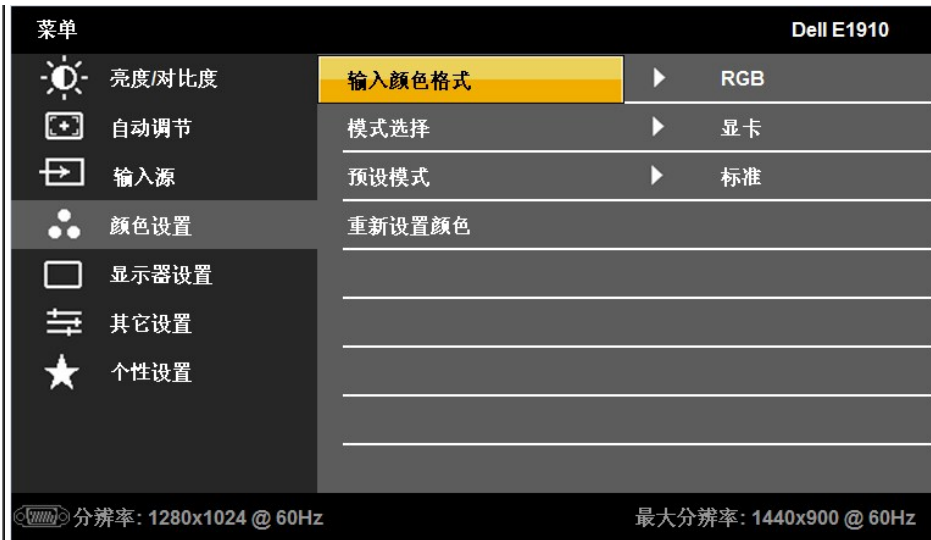 菜单 Dell E1910
亮度/对比度 输入颜色格式 RGB
自动调节 模式选择 显卡
输入源 预设模式 标准
颜色设置 重新设置颜色
显示器设置
其它设置
个性设置
分辨率: 1280x1024 @ 60Hz 最大分辨率: 1440x900 @ 60Hz